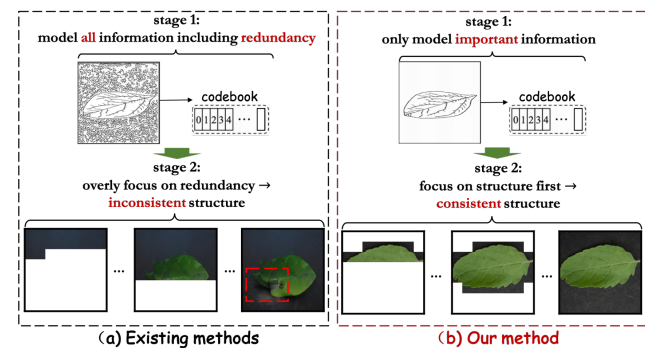 stage 1:
model all information including redundancy
codebook
0 1 2 3 4 ...
stage 2:
overly focus on redundancy →
inconsistent structure
... ...
(a) Existing methods
stage 1:
only model important information
codebook
0 1 2 3 4 ...
stage 2:
focus on structure first →
consistent structure
... ...
(b) Our method